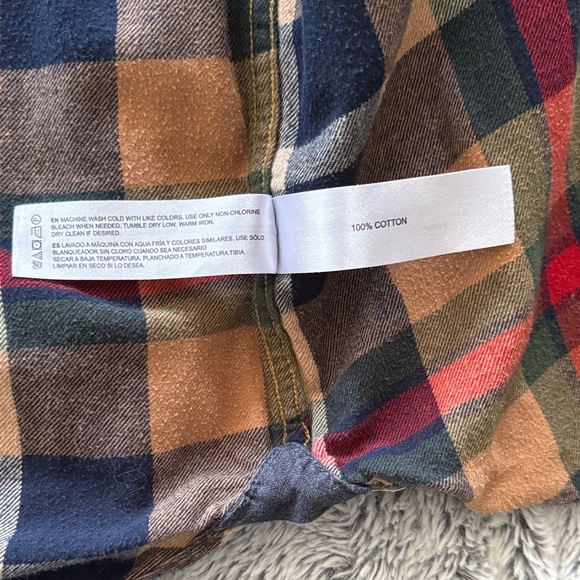 EN MACHINE WASH COLD WITH LIKE COLORS. USE ONLY NON-CHLORINE
BLEACH WHEN NEEDED. TUMBLE DRY LOW. WARM IRON.
DRY CLEAN IF DESIRED.
ES LAVADO A MÁQUINA CON AGUA FRÍA Y COLORES SIMILARES. USE SÓLO
BLANQUEADOR SIN CLORO CUANDO SEA NECESARIO
SECAR A BAJA TEMPERATURA. PLANCHADO A TEMPERATURA TIBIA.
LIMPIAR EN SECO SI LO DESEA.
100% COTTON